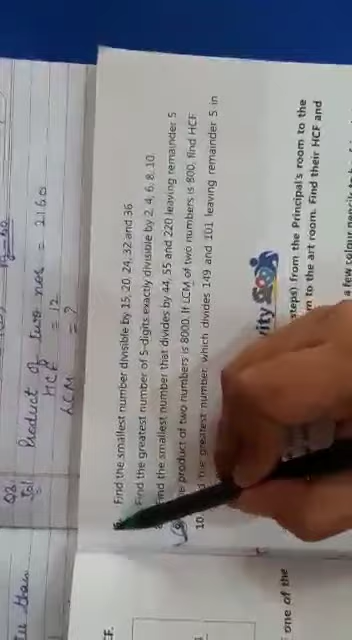 Q3.
Sol
Product of two nos = 2160
HCF = 12
LCM = ?
Find the smallest number divisible by 15, 20, 24, 32 and 36
Find the greatest number of 5-digits exactly divisible by 2, 4, 6, 8, 10.
Find the smallest number that divides by 44, 55 and 220 leaving remainder 5
product of two numbers is 8000. If LCM of two numbers is 800, find HCF.
10. the greatest number which divides 149 and 101 leaving remainder 5 in
steps) from the Principal's room to the
to the art room. Find their HCF and
a few colour pencils to
one of the